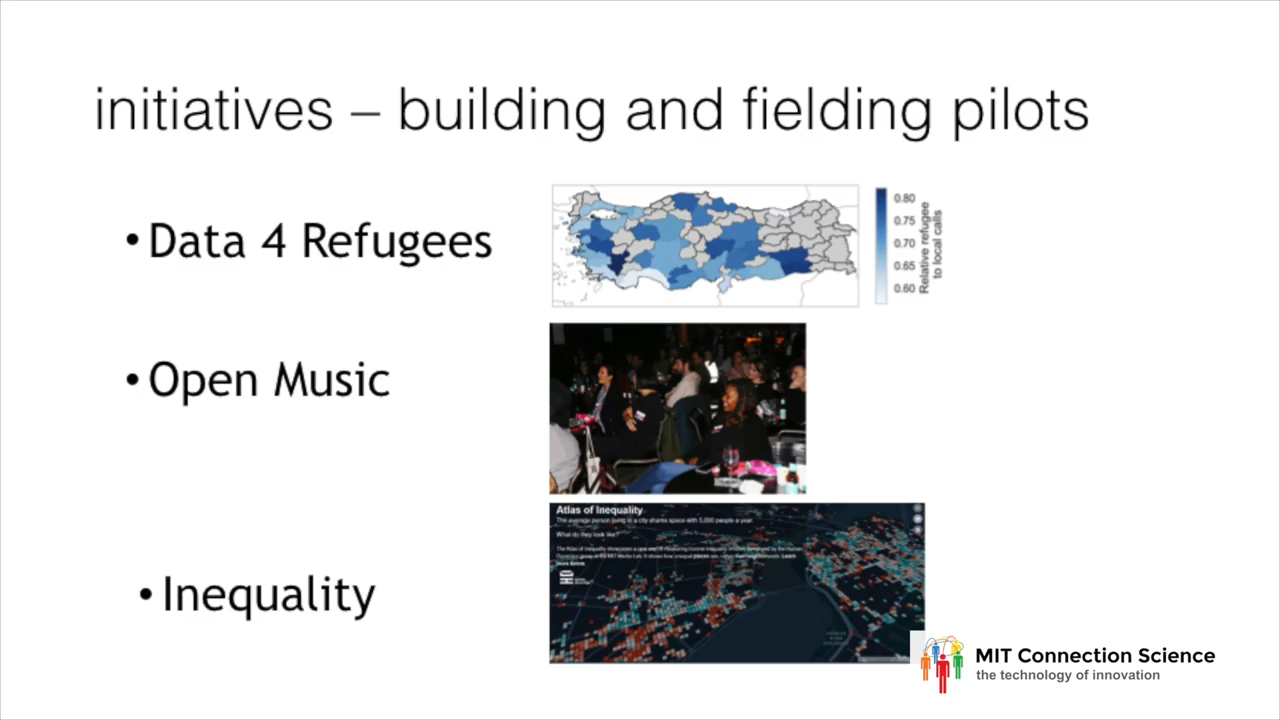 initiatives – building and fielding pilots
• Data 4 Refugees
0.80
0.75
0.70
0.65
0.60
Relative refugee
to local calls
• Open Music
Atlas of Inequality
The average person living in a city shares space with 5,000 people a year.
What do they look like?
• Inequality
MIT Connection Science
the technology of innovation